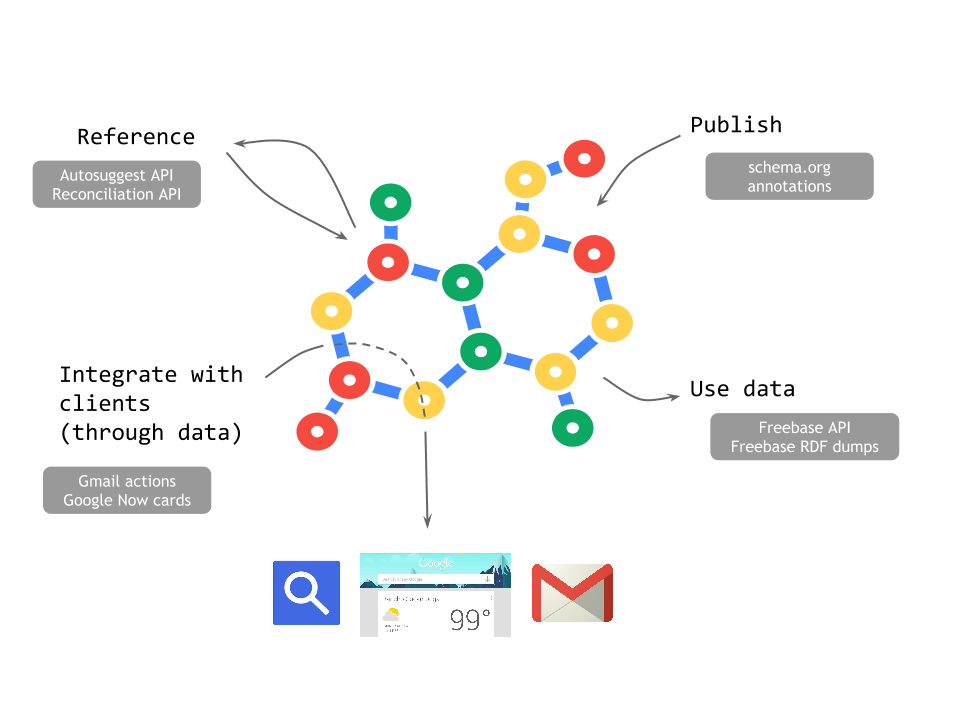 Reference
Autosuggest API
Reconciliation API
Publish
schema.org
annotations
Integrate with
clients
(through data)
Gmail actions
Google Now cards
Use data
Freebase API
Freebase RDF dumps
Google
99°